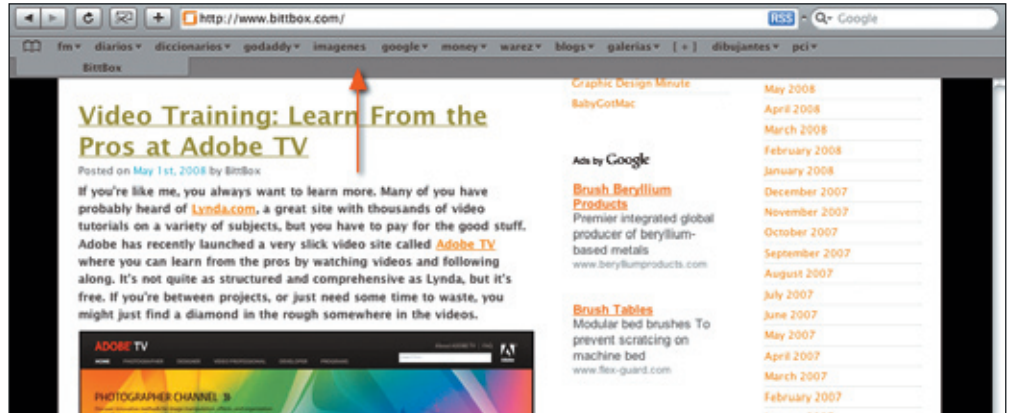 http://www.bittbox.com/
RSS
Google
fm diarios diccionarios godaddy imagenes google money warez blogs galerias [+] dibujantes pci
BittBox
Video Training: Learn From the
Pros at Adobe TV
Posted on May 1st, 2008 by BittBox
If you're like me, you always want to learn more. Many of you have
probably heard of Lynda.com, a great site with thousands of video
tutorials on a variety of subjects, but you have to pay for the good stuff.
Adobe has recently launched a very slick video site called Adobe TV
where you can learn from the pros by watching videos and following
along. It's not quite as structured and comprehensive as Lynda, but it's
free. If you're between projects, or just need some time to waste, you
might just find a diamond in the rough somewhere in the videos.
ADOBE TV
HOME PHOTOGRAPHER DESIGNER VIDEO PROFESSIONAL DEVELOPER PROGRAMS
PHOTOGRAPHER CHANNEL
Graphic Design Minute
BabyGotMac
Ads by Google
Brush Beryllium
Products
Premier integrated global
producer of beryllium-
based metals
www.berylliumproducts.com
Brush Tables
Modular bed brushes To
prevent scratcing on
machine bed
www.flex-guard.com
May 2008
April 2008
March 2008
February 2008
January 2008
December 2007
November 2007
October 2007
September 2007
August 2007
July 2007
June 2007
May 2007
April 2007
March 2007
February 2007